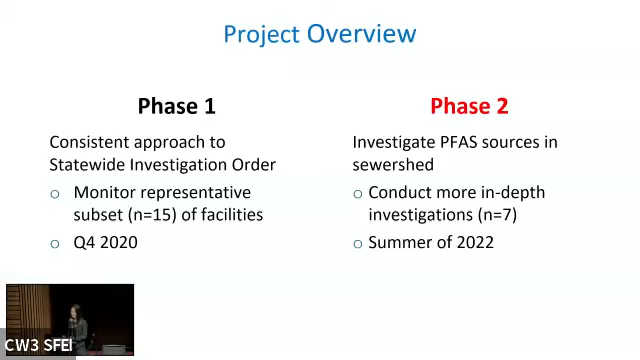 Project Overview
Phase 1
Consistent approach to
Statewide Investigation Order
o Monitor representative
subset (n=15) of facilities
o Q4 2020
Phase 2
Investigate PFAS sources in
sewershed
o Conduct more in-depth
investigations (n=7)
o Summer of 2022
CW3 SFEI